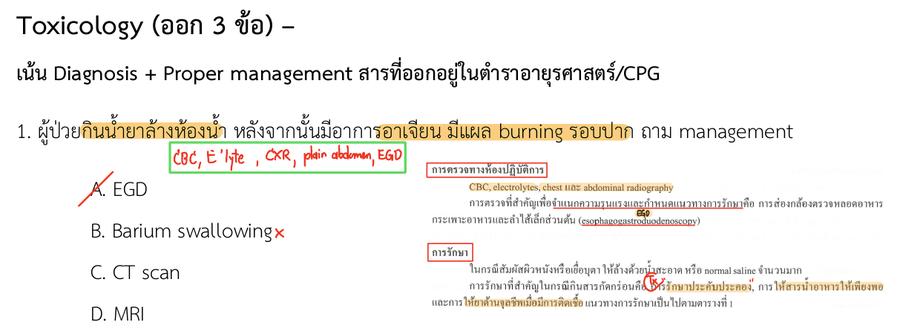 Toxicology (ออก 3 ข้อ) –
เน้น Diagnosis + Proper management สารที่ออกอยู่ในตำราอายุรศาสตร์/CPG
1. ผู้ป่วยกินน้ำยาล้างห้องน้ำ หลังจากนั้นมีอาการอาเจียน มีแผล burning รอบปาก ถาม management
CBC, E'lyte, CXR, plain abdomen, EGD
A. EGD
B. Barium swallowing x
C. CT scan
D. MRI
การตรวจทางห้องปฏิบัติการ
CBC, electrolytes, chest และ abdominal radiography
การตรวจที่สำคัญเพื่อจำแนกความรุนแรงและกำหนดแนวทางการรักษาคือ การส่องกล้องตรวจหลอดอาหาร
EGD
กระเพาะอาหารและลำไส้เล็กส่วนต้น (esophagogastroduodenoscopy)
การรักษา
ในกรณีสัมผัสผิวหนังหรือเยื่อบุตา ให้ล้างด้วยน้ำสะอาด หรือ normal saline จำนวนมาก
การรักษาที่สำคัญในกรณีกินสารกัดกร่อนคือ การรักษาประคับประคอง, การให้สารน้ำอาหารให้เพียงพอ
และการให้ยาต้านจุลชีพเมื่อมีการติดเชื้อ แนวทางการรักษาเป็นไปตามตารางที่ 1